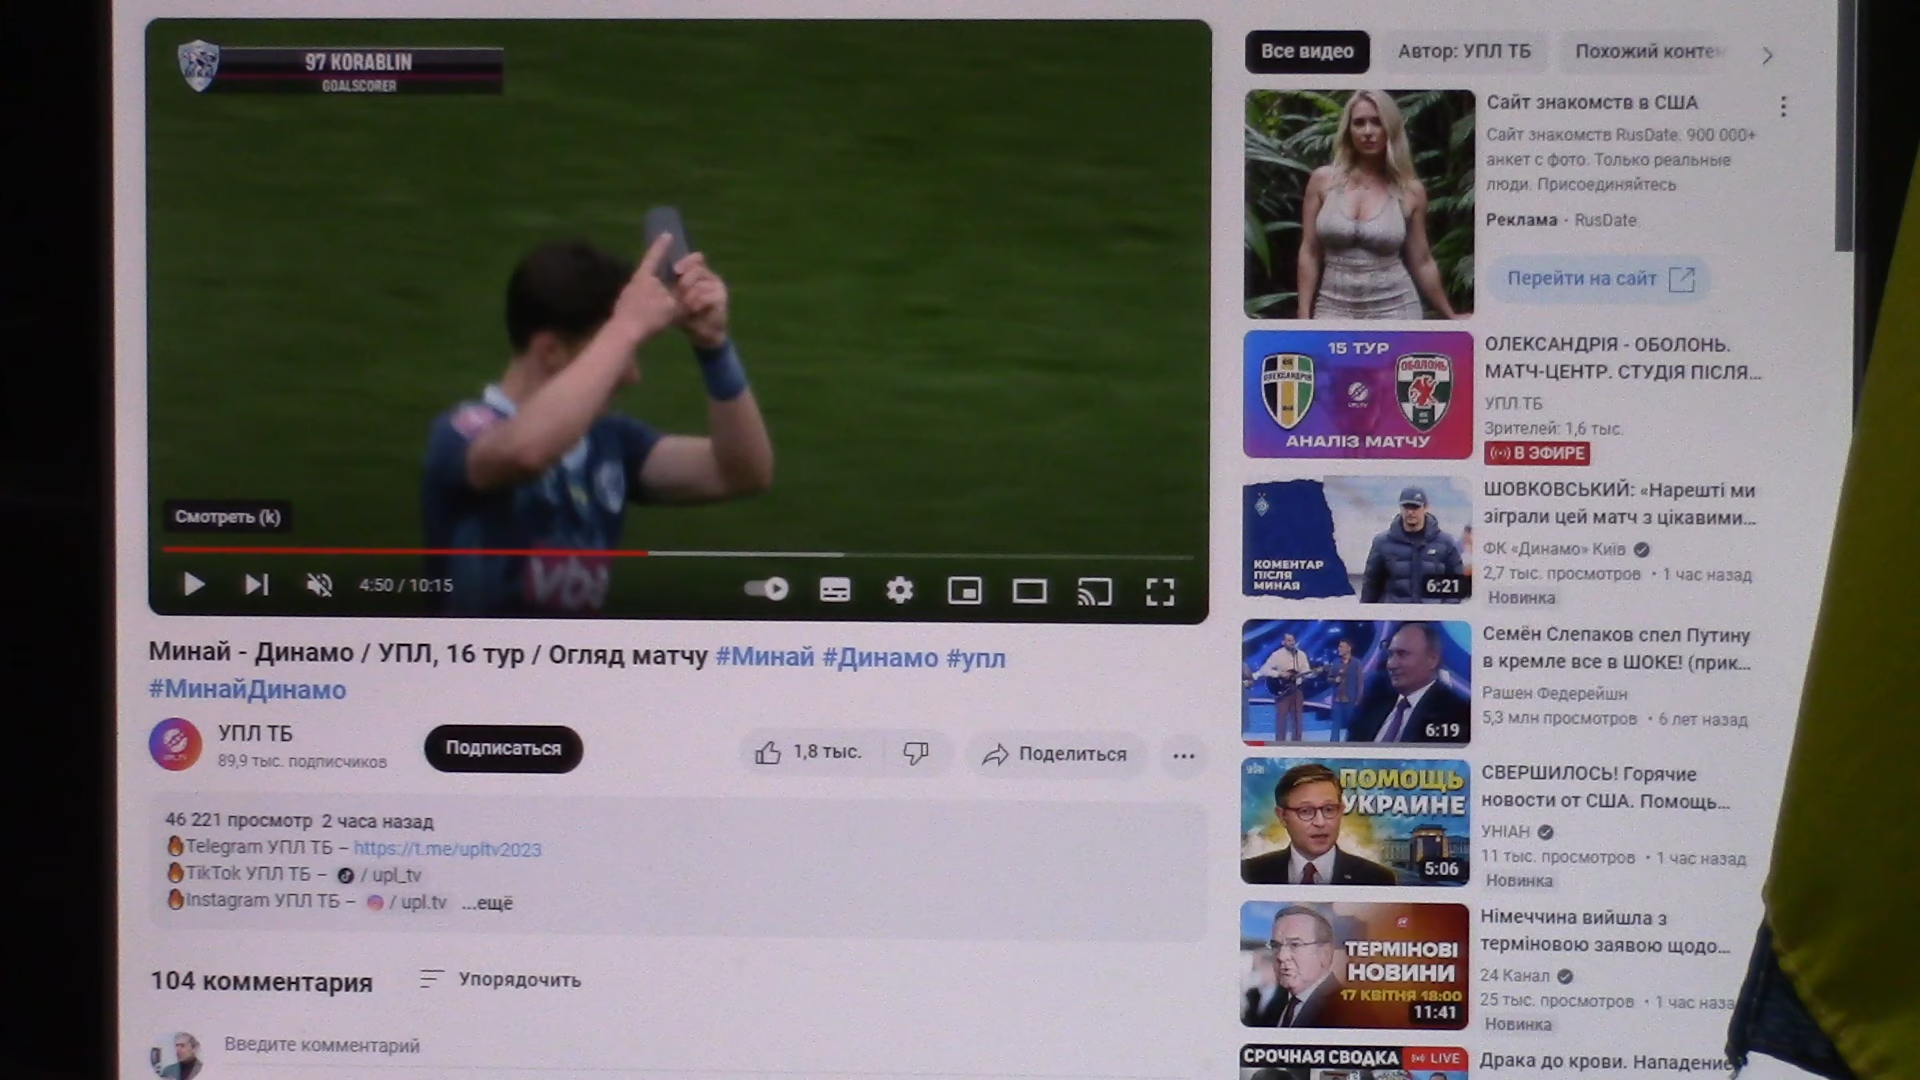 97 KORABLIN
GOALSCORER
Смотреть (k)
Vbet
4:50 / 10:15
Минай - Динамо / УПЛ, 16 тур / Огляд матчу #Минай #Динамо #упл
#МинайДинамо
УПЛ ТБ
89,9 тыс. подписчиков
Подписаться
1,8 тыс.
Поделиться
46 221 просмотр 2 часа назад
Telegram УПЛ ТБ – https://t.me/upltv2023
TikTok УПЛ ТБ – / upl_tv
Instagram УПЛ ТБ – / upl.tv ...ещё
104 комментария
Упорядочить
Введите комментарий
Все видео
Автор: УПЛ ТБ
Похожий конте
Сайт знакомств в США
Сайт знакомств RusDate. 900 000+
анкет с фото. Только реальные
люди. Присоединяйтесь
Реклама · RusDate
Перейти на сайт
15 ТУР
ОЛЕКСАНДРІЯ
ОБОЛОНЬ
АНАЛІЗ МАТЧУ
ОЛЕКСАНДРІЯ - ОБОЛОНЬ.
МАТЧ-ЦЕНТР. СТУДІЯ ПІСЛЯ...
УПЛ ТБ
Зрителей: 1,6 тыс.
В ЭФИРЕ
КОМЕНТАР
ПІСЛЯ
МИНАЯ
6:21
ШОВКОВСЬКИЙ: «Нарешті ми
зіграли цей матч з цікавими...
ФК «Динамо» Київ
2,7 тыс. просмотров • 1 час назад
Новинка
6:19
Семён Слепаков спел Путину
в кремле все в ШОКЕ! (прик...
Рашен Федерейшн
5,3 млн просмотров • 6 лет назад
ПОМОЩЬ
УКРАИНЕ
5:06
СВЕРШИЛОСЬ! Горячие
новости от США. Помощь...
УНІАН
11 тыс. просмотров • 1 час назад
Новинка
ТЕРМІНОВІ
НОВИНИ
17 КВІТНЯ 18:00
11:41
Німеччина вийшла з
терміновою заявою щодо...
24 Канал
25 тыс. просмотров • 1 час наза
Новинка
СРОЧНАЯ СВОДКА
LIVE
Драка до крови. Нападение